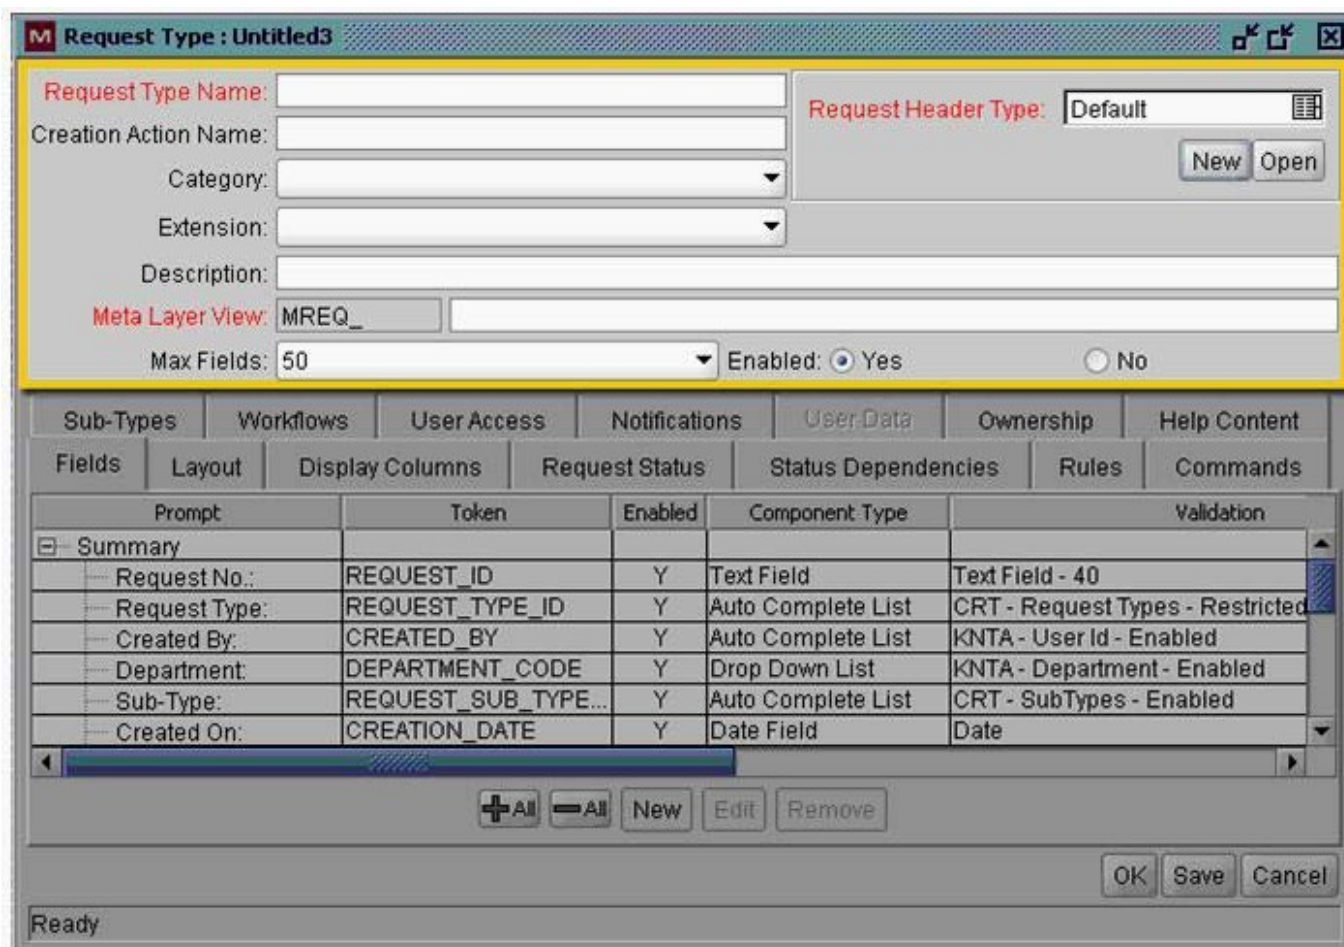 M Request Type : Untitled3
Request Type Name:
Request Header Type: Default
Creation Action Name:
New Open
Category:
Extension:
Description:
Meta Layer View: MREQ_
Max Fields: 50 Enabled: Yes No
Sub-Types Workflows User Access Notifications User Data Ownership Help Content
Fields Layout Display Columns Request Status Status Dependencies Rules Commands
Prompt Token Enabled Component Type Validation
Summary
Request No.: REQUEST_ID Y Text Field Text Field - 40
Request Type: REQUEST_TYPE_ID Y Auto Complete List CRT - Request Types - Restricted
Created By: CREATED_BY Y Auto Complete List KNTA - User Id - Enabled
Department: DEPARTMENT_CODE Y Drop Down List KNTA - Department - Enabled
Sub-Type: REQUEST_SUB_TYPE... Y Auto Complete List CRT - SubTypes - Enabled
Created On: CREATION_DATE Y Date Field Date
All All New Edit Remove
OK Save Cancel
Ready